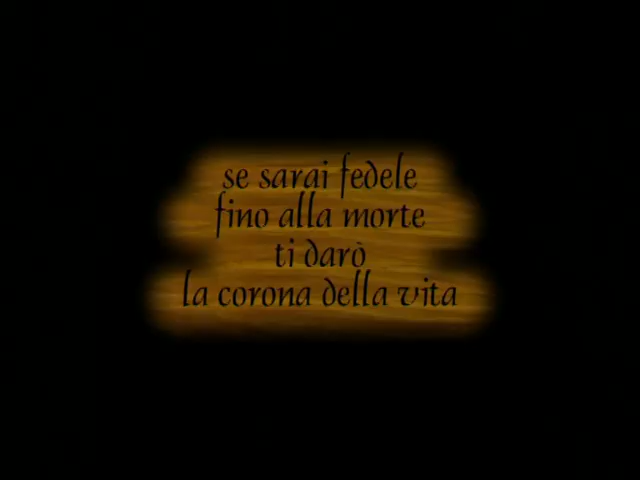 se sarai fedele
fino alla morte
ti darò
la corona della vita